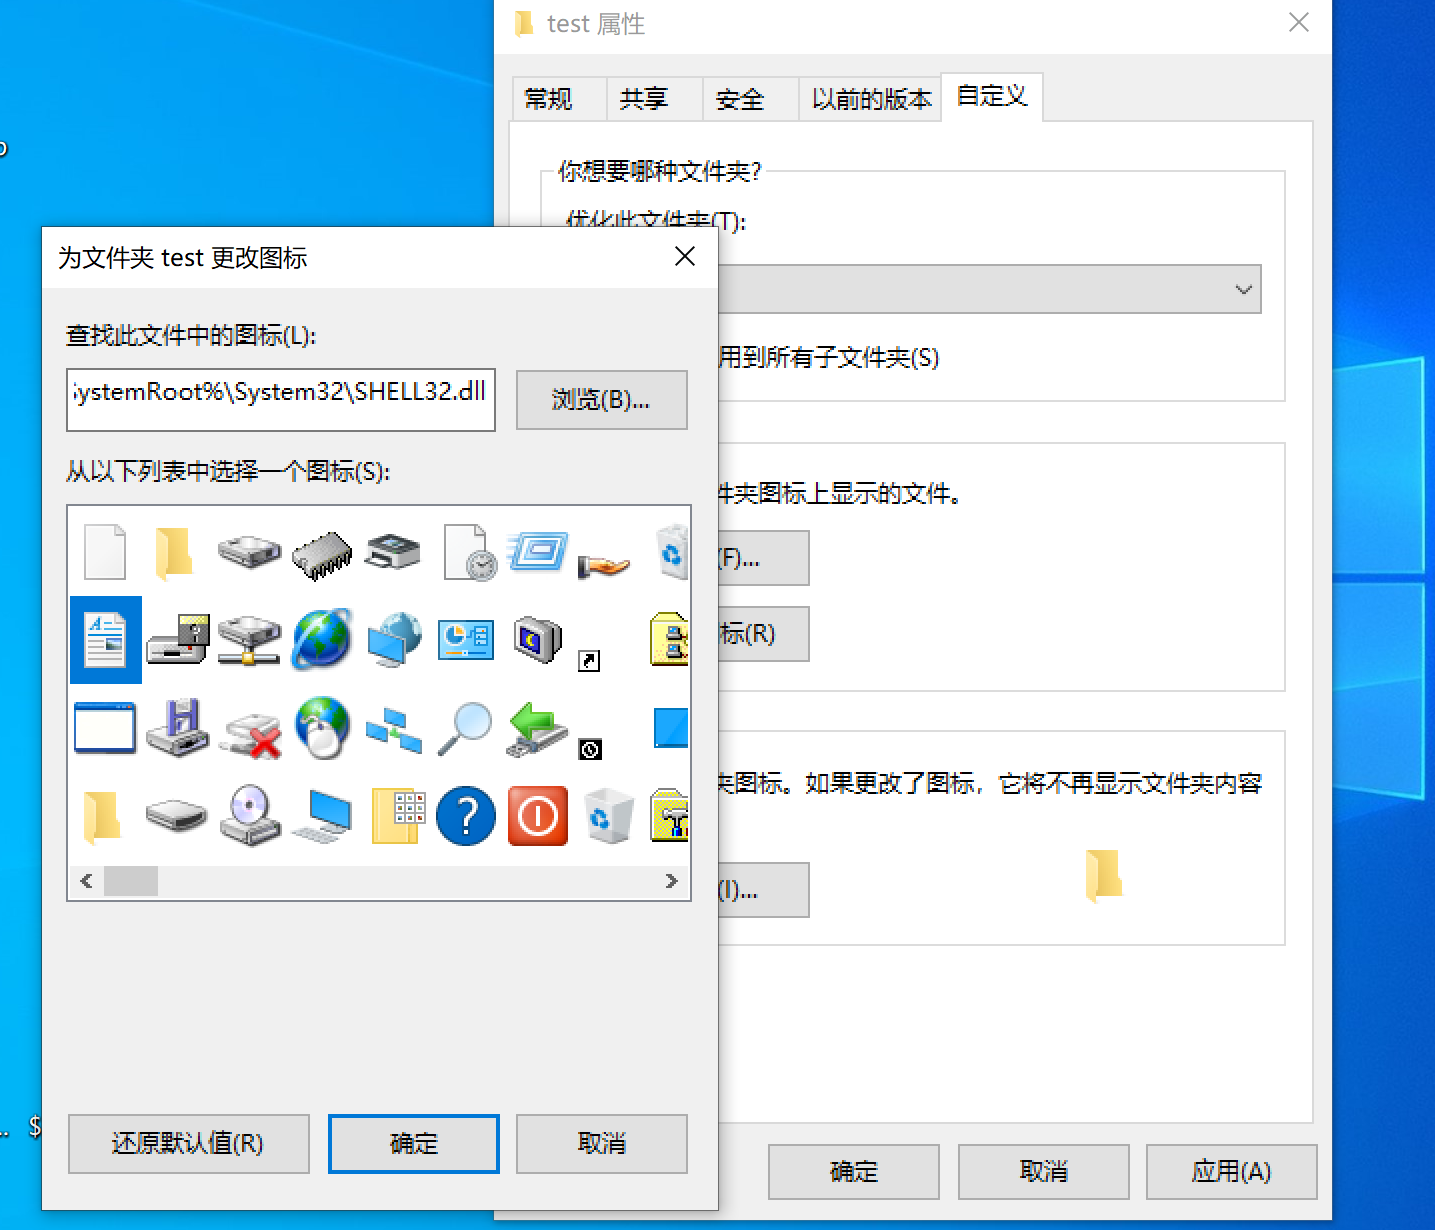 test 属性
常规
共享
安全
以前的版本
自定义
你想要哪种文件夹?
优化此文件夹(T):
用到所有子文件夹(S)
件夹图标上显示的文件。
(F)...
标(R)
夹图标。如果更改了图标，它将不再显示文件夹内容
(I)...
确定
取消
应用(A)
为文件夹 test 更改图标
查找此文件中的图标(L):
ystemRoot%\System32\SHELL32.dll
浏览(B)...
从以下列表中选择一个图标(S):
还原默认值(R)
确定
取消
.. $